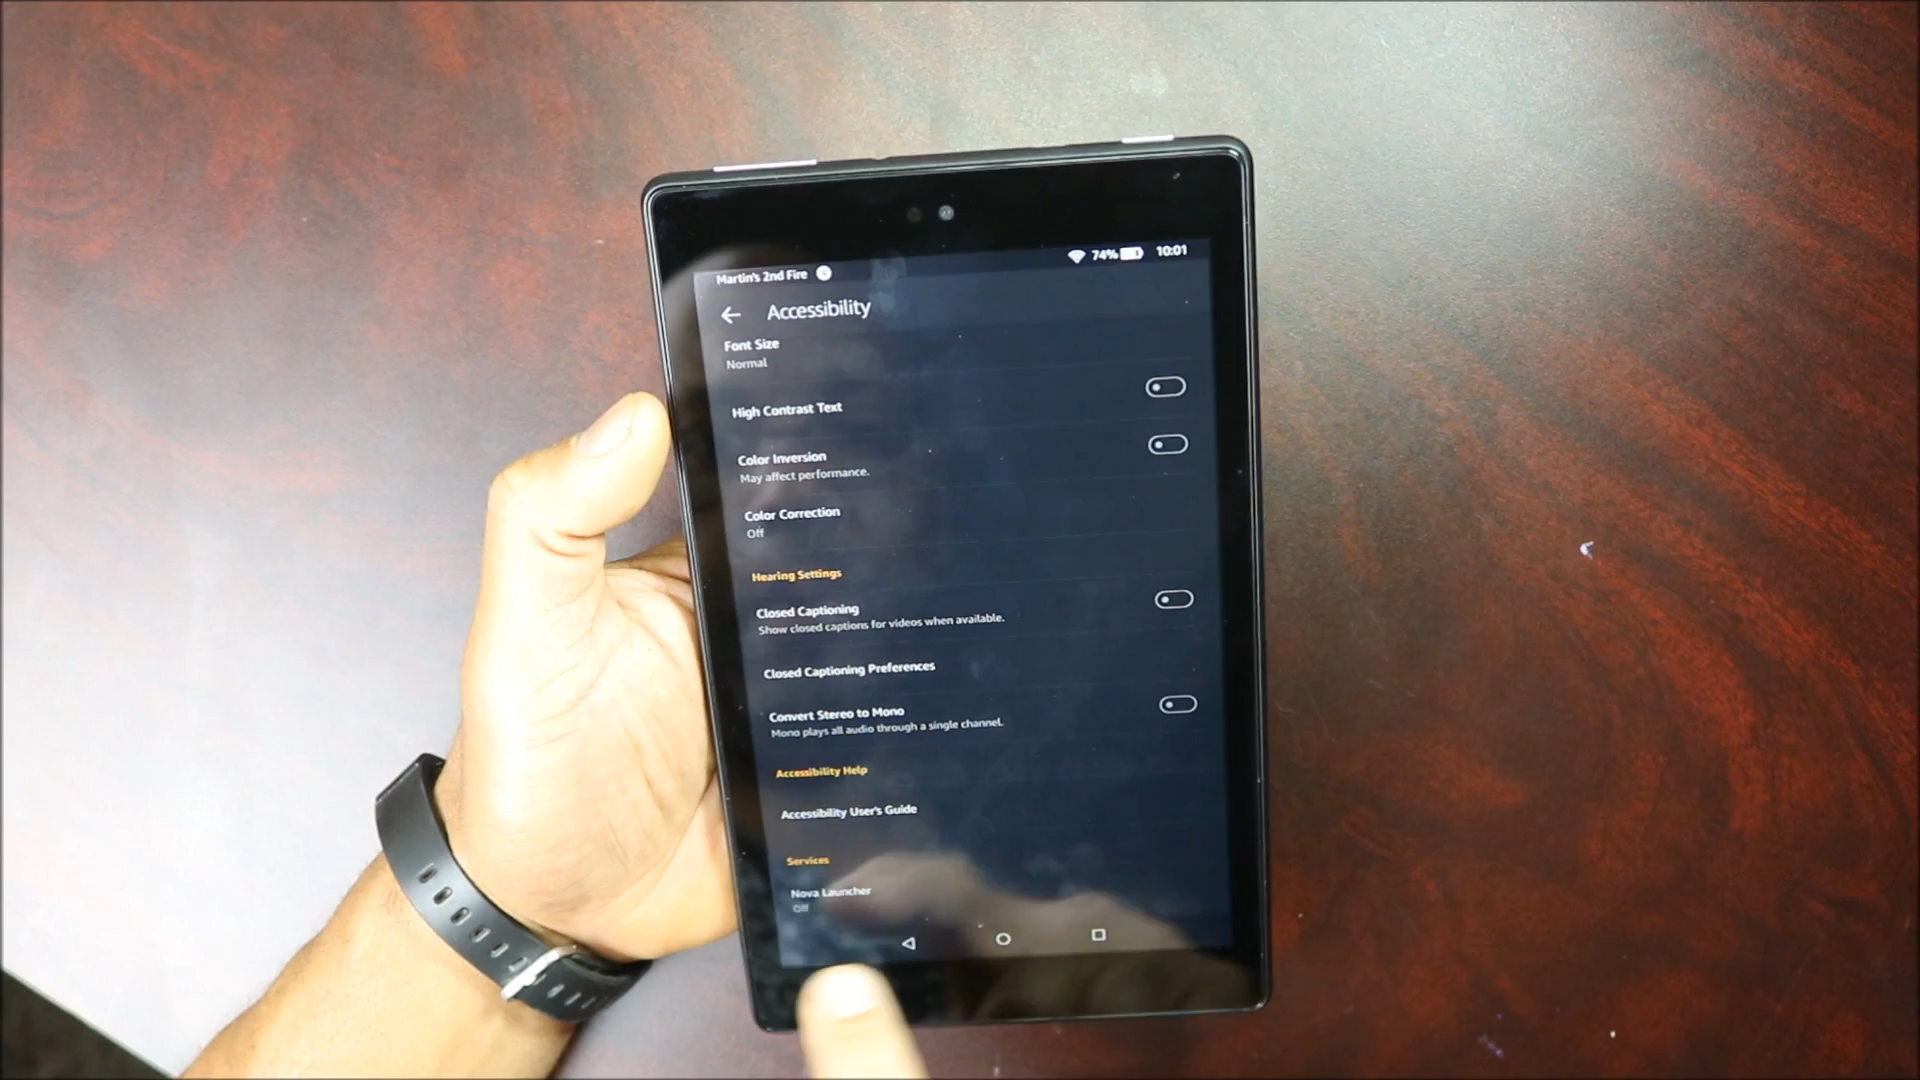 Martin's 2nd Fire
74%
10:01
Accessibility
Font Size
Normal
High Contrast Text
Color Inversion
May affect performance.
Color Correction
Off
Hearing Settings
Closed Captioning
Show closed captions for videos when available.
Closed Captioning Preferences
Convert Stereo to Mono
Mono plays all audio through a single channel.
Accessibility Help
Accessibility User's Guide
Services
Nova Launcher
Off